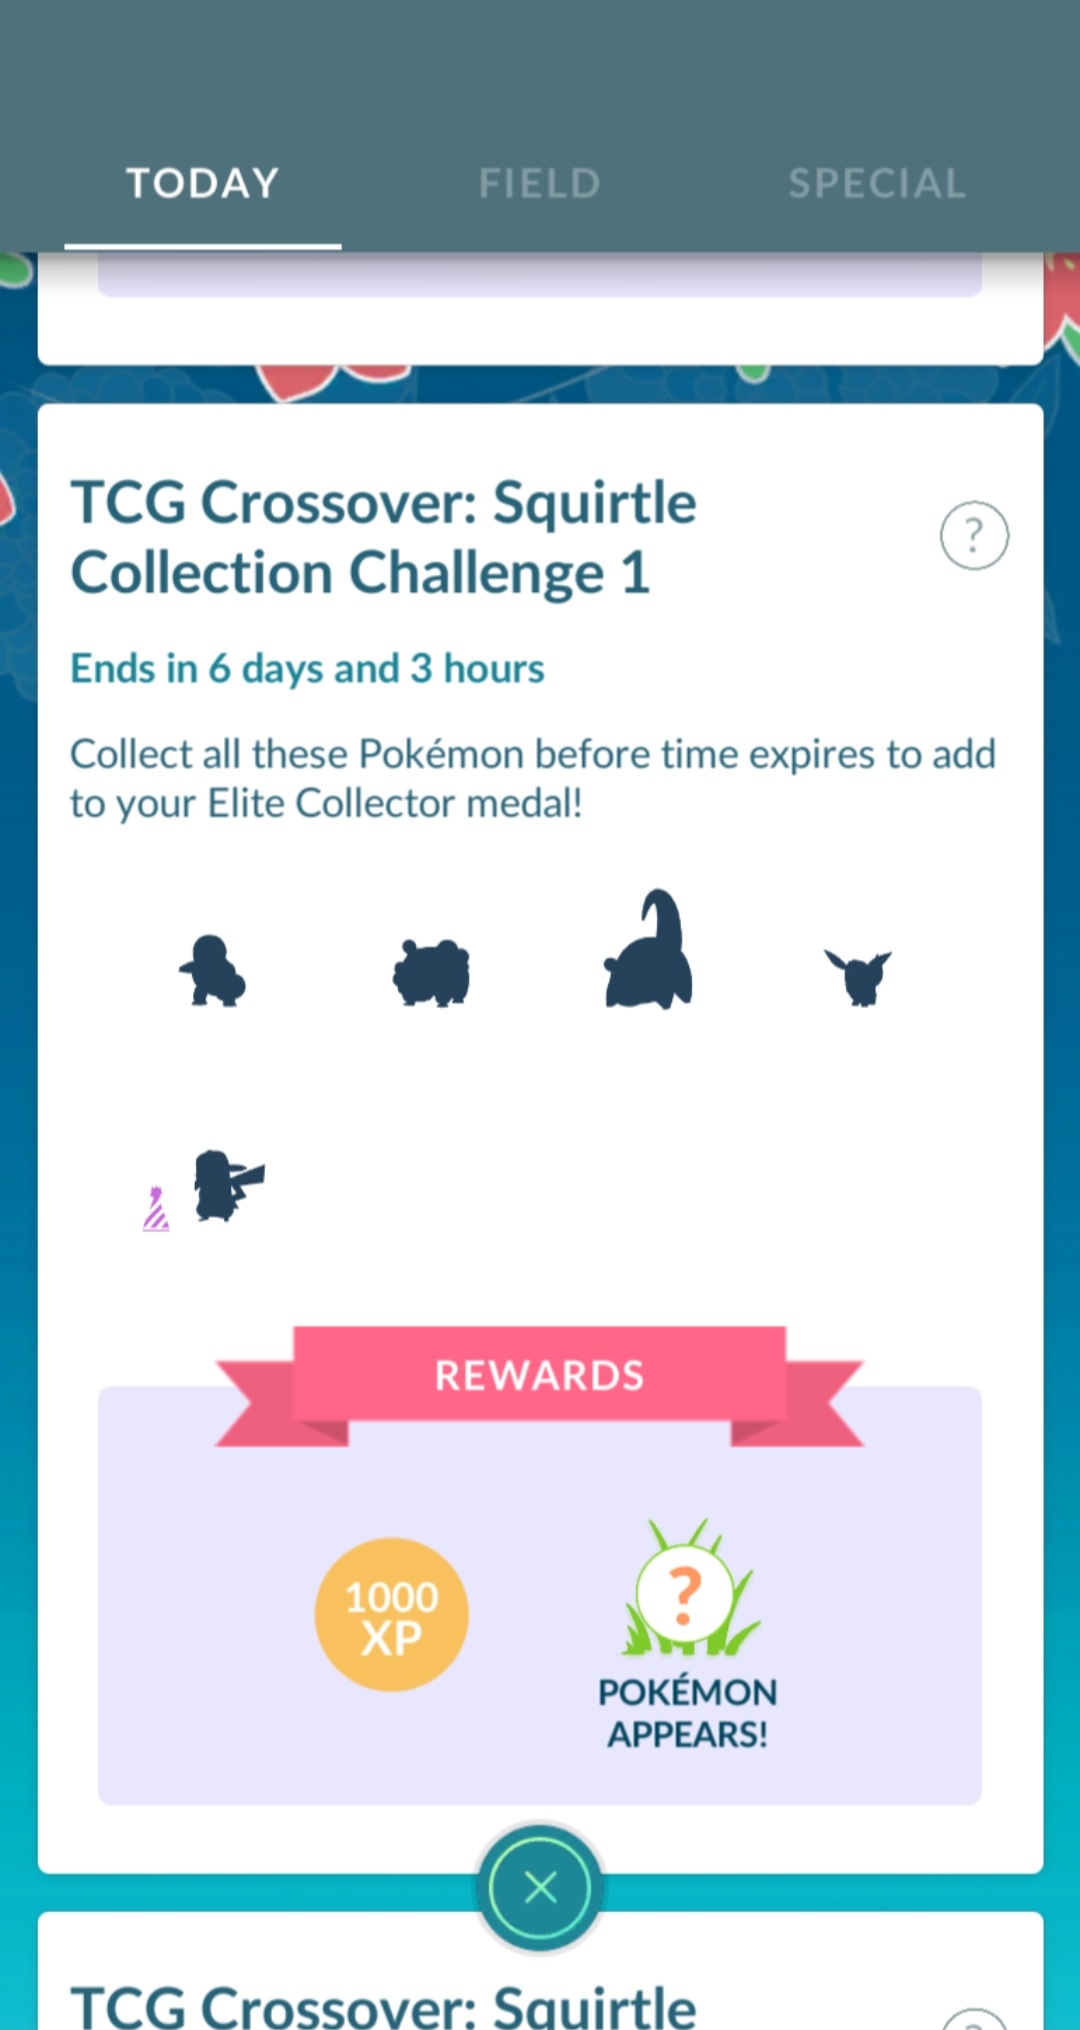 TODAY FIELD SPECIAL
TCG Crossover: Squirtle
Collection Challenge 1
?
Ends in 6 days and 3 hours
Collect all these Pokémon before time expires to add
to your Elite Collector medal!
REWARDS
1000
XP
?
POKÉMON
APPEARS!
TCG Crossover: Squirtle